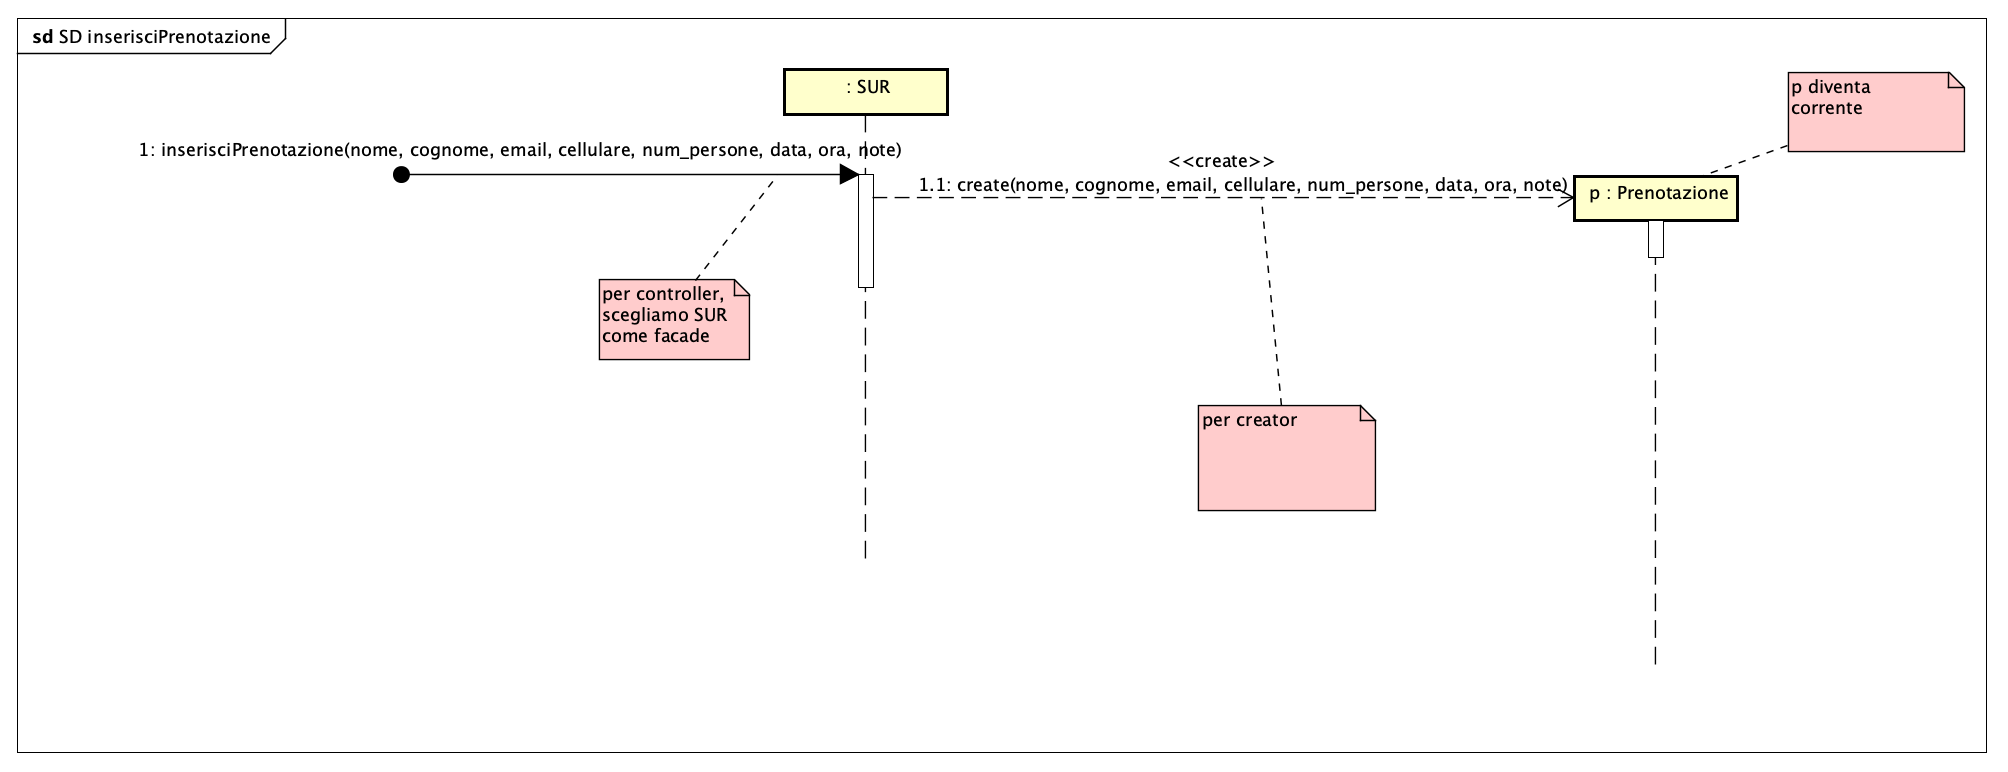 sd SD inserisciPrenotazione
: SUR
p diventa
corrente
1: inserisciPrenotazione(nome, cognome, email, cellulare, num_persone, data, ora, note)
<<create>>
1.1: create(nome, cognome, email, cellulare, num_persone, data, ora, note)
p : Prenotazione
per controller,
scegliamo SUR
come facade
per creator